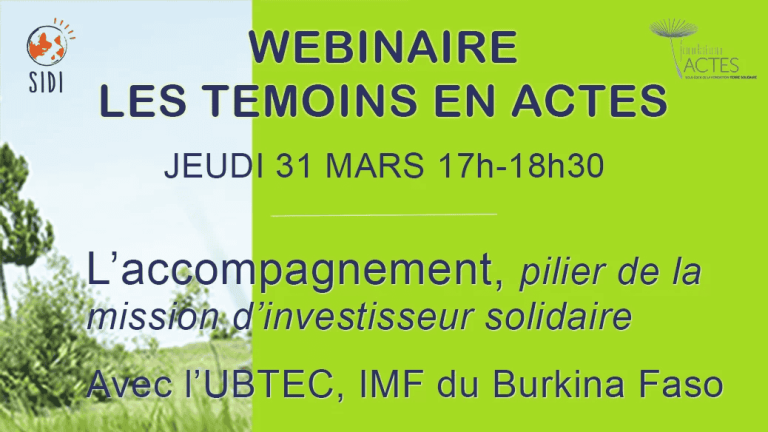 SIDI
fondation
ACTES
WEBINAIRE
LES TEMOINS EN ACTES
JEUDI 31 MARS 17h-18h30
L'accompagnement, pilier de la
mission d'investisseur solidaire
Avec l'UBTEC, IMF du Burkina Faso